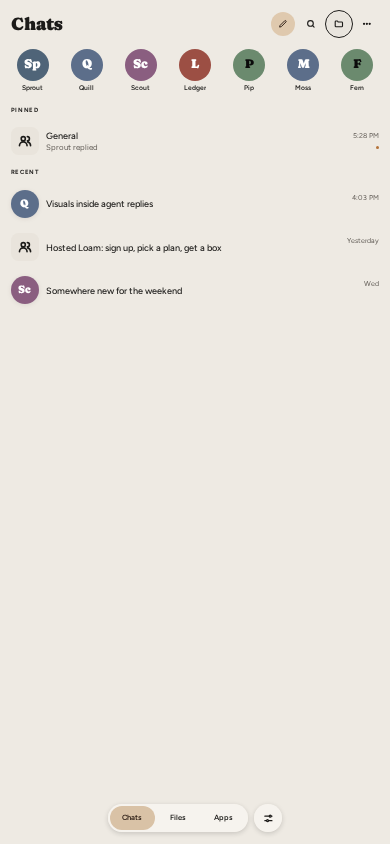 Chats
Sp Q Sc L P M F
Sprout Quill Scout Ledger Pip Moss Fern
PINNED
General 5:28 PM
Sprout replied
RECENT
Q Visuals inside agent replies 4:03 PM
Hosted Loam: sign up, pick a plan, get a box Yesterday
Sc Somewhere new for the weekend Wed
Chats Files Apps